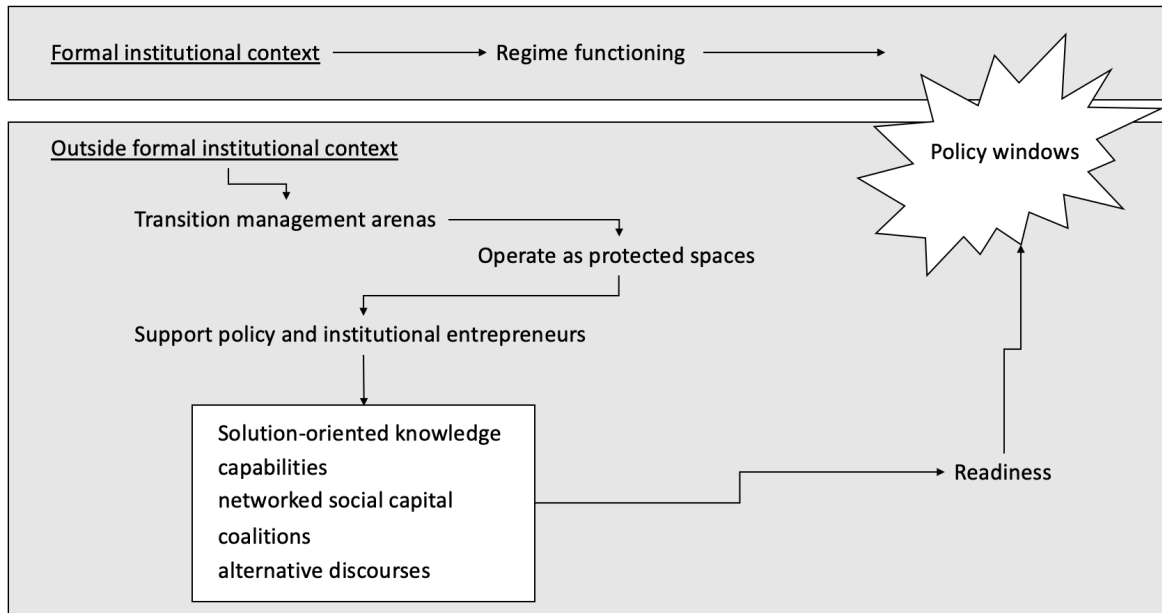 Formal institutional context
Regime functioning
Policy windows
Outside formal institutional context
Transition management arenas
Operate as protected spaces
Support policy and institutional entrepreneurs
Solution-oriented knowledge
capabilities
networked social capital
coalitions
alternative discourses
Readiness